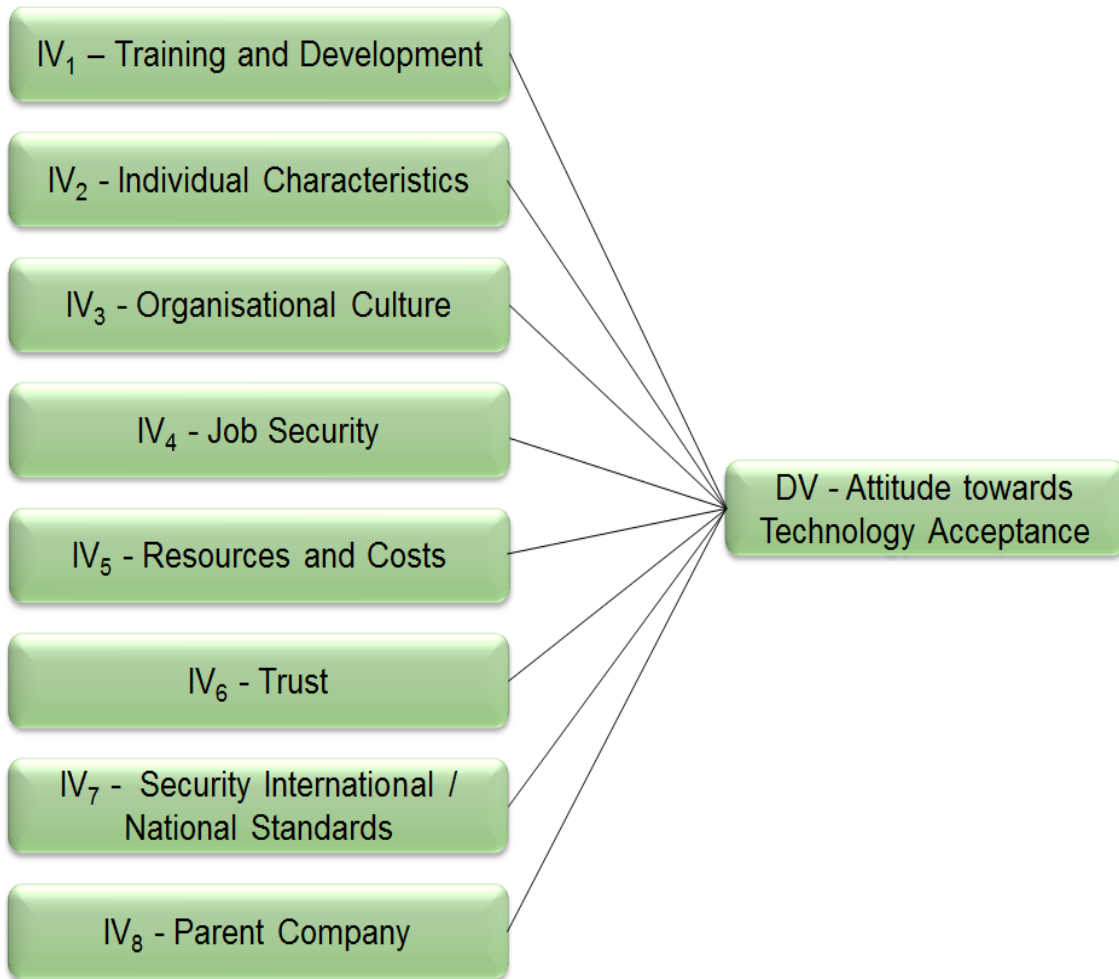 IV₁ – Training and Development
IV₂ - Individual Characteristics
IV₃ - Organisational Culture
IV₄ - Job Security
IV₅ - Resources and Costs
IV₆ - Trust
IV₇ - Security International /
National Standards
IV₈ - Parent Company
DV - Attitude towards
Technology Acceptance